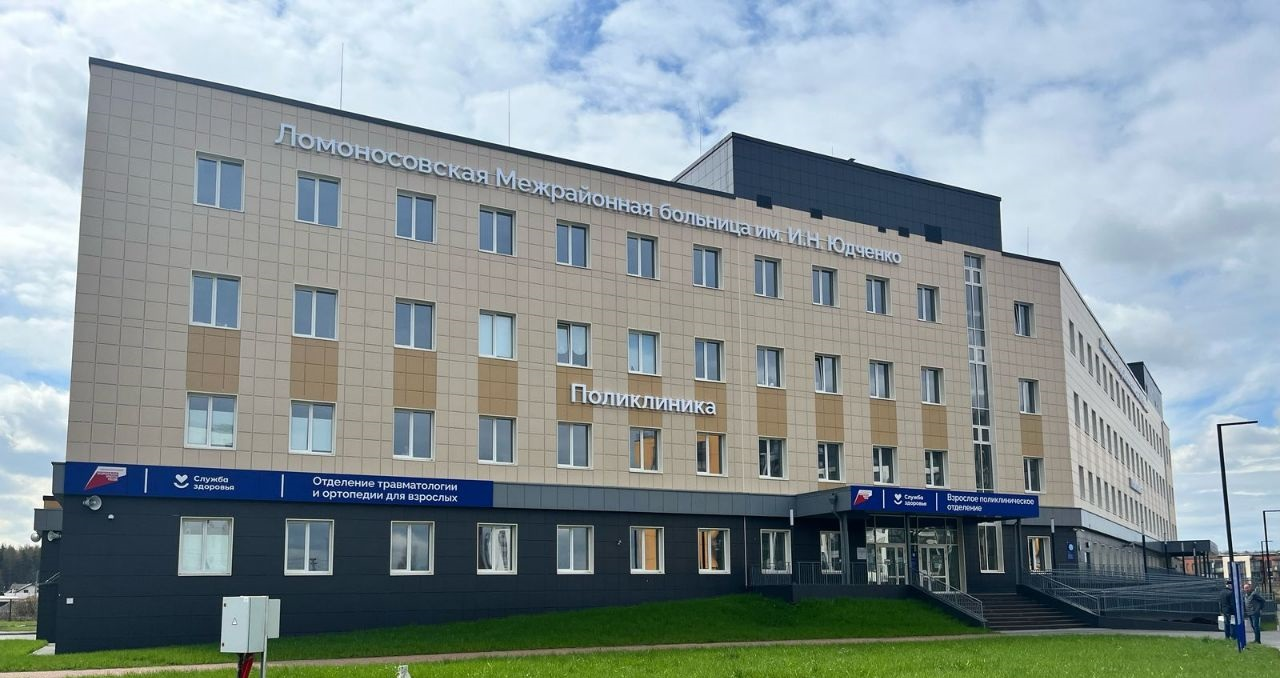 Ломоносовская Межрайонная больница им. И.Н. Юдченко
Поликлиника
Служба
здоровья
Отделение травматологии
и ортопедии для взрослых
Служба
здоровья
Взрослое поликлиническое
отделение